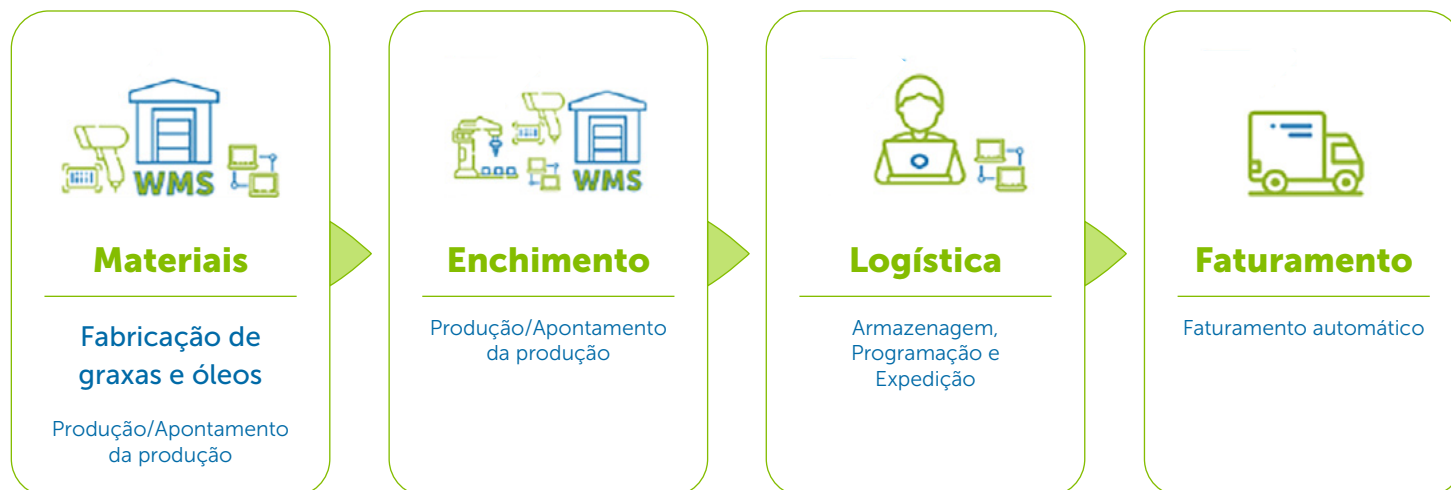 WMS
Materiais
Fabricação de
graxas e óleos
Produção/Apontamento
da produção
WMS
Enchimento
Produção/Apontamento
da produção
Logística
Armazenagem,
Programação e
Expedição
Faturamento
Faturamento automático